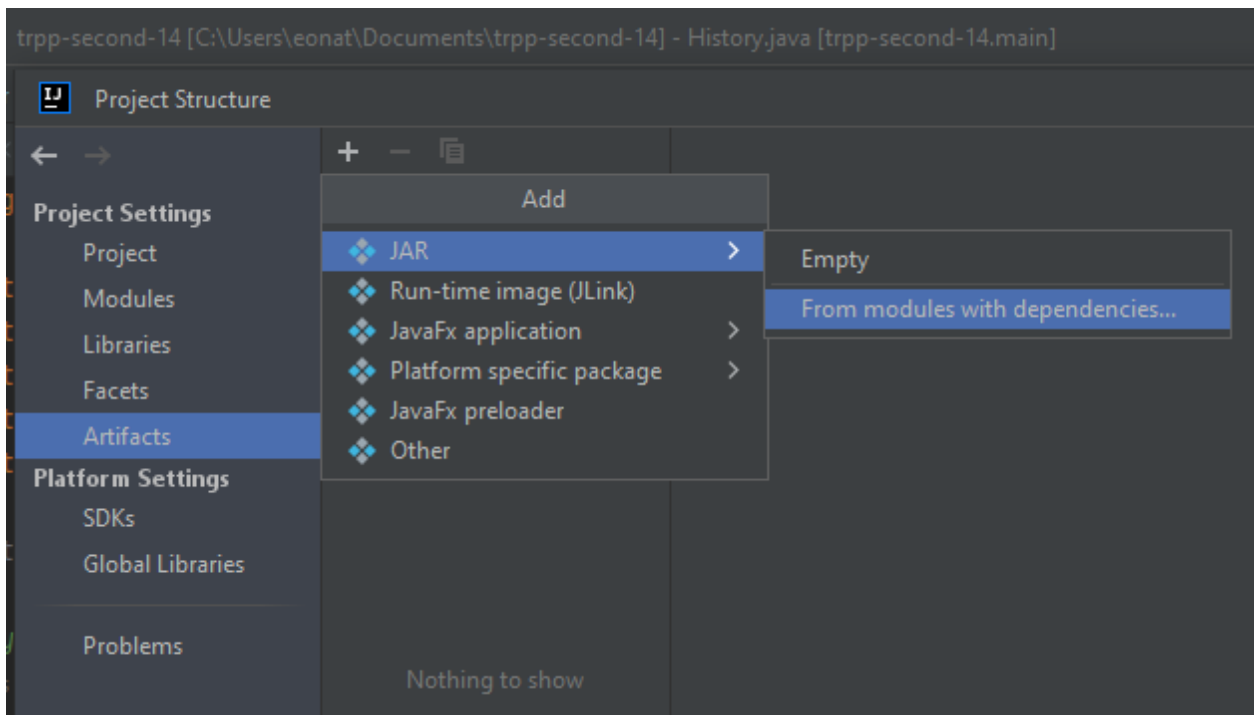 trpp-second-14 [C:\Users\eonat\Documents\trpp-second-14] - History.java [trpp-second-14.main]
IJ Project Structure
Project Settings
Project
Modules
Libraries
Facets
Artifacts
Platform Settings
SDKs
Global Libraries
Problems
Add
JAR
Run-time image (JLink)
JavaFx application
Platform specific package
JavaFx preloader
Other
Empty
From modules with dependencies...
Nothing to show